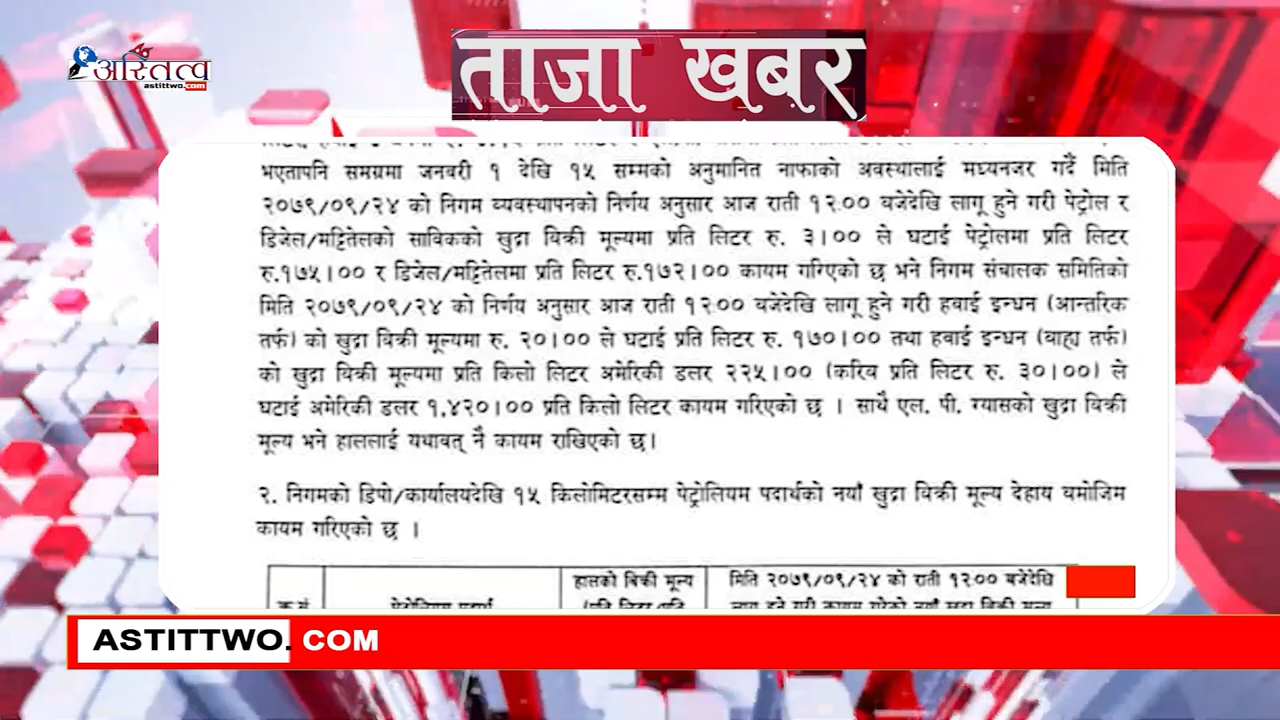 अस्तित्व
astittwo.com
ताजा खबर
भएतापनि समग्रमा जनवरी १ देखि १५ सम्मको अनुमानित नाफाको अवस्थालाई मध्यनजर गर्दै मिति
२०७९/०९/२४ को निगम व्यवस्थापनको निर्णय अनुसार आज राती १२:०० बजेदेखि लागू हुने गरी पेट्रोल र
डिजेल/मट्टितेलको साविकको खुद्रा बिक्री मूल्यमा प्रति लिटर रु. ३।०० ले घटाई पेट्रोलमा प्रति लिटर
रु.१७५।०० र डिजेल/मट्टितेलमा प्रति लिटर रु.१७२।०० कायम गरिएको छ भने निगम संचालक समितिको
मिति २०७९/०९/२४ को निर्णय अनुसार आज राती १२:०० बजेदेखि लागू हुने गरी हवाई इन्धन (आन्तरिक
तर्फ) को खुद्रा बिक्री मूल्यमा रु. २०।०० ले घटाई प्रति लिटर रु. १७०।०० तथा हवाई इन्धन (बाह्य तर्फ)
को खुद्रा बिक्री मूल्यमा प्रति किलो लिटर अमेरिकी डलर २२५।०० (करिब प्रति लिटर रु. ३०।००) ले
घटाई अमेरिकी डलर १,४२०।०० प्रति किलो लिटर कायम गरिएको छ । साथै एल. पी. ग्यासको खुद्रा बिक्री
मूल्य भने हाललाई यथावत् नै कायम राखिएको छ।
२. निगमको डिपो/कार्यालयदेखि १५ किलोमिटरसम्म पेट्रोलियम पदार्थको नयाँ खुद्रा बिक्री मूल्य देहाय बमोजिम
कायम गरिएको छ ।
हालको बिक्री मूल्य
मिति २०७९/०९/२४ को राती १२:०० बजेदेखि
ASTITTWO. COM